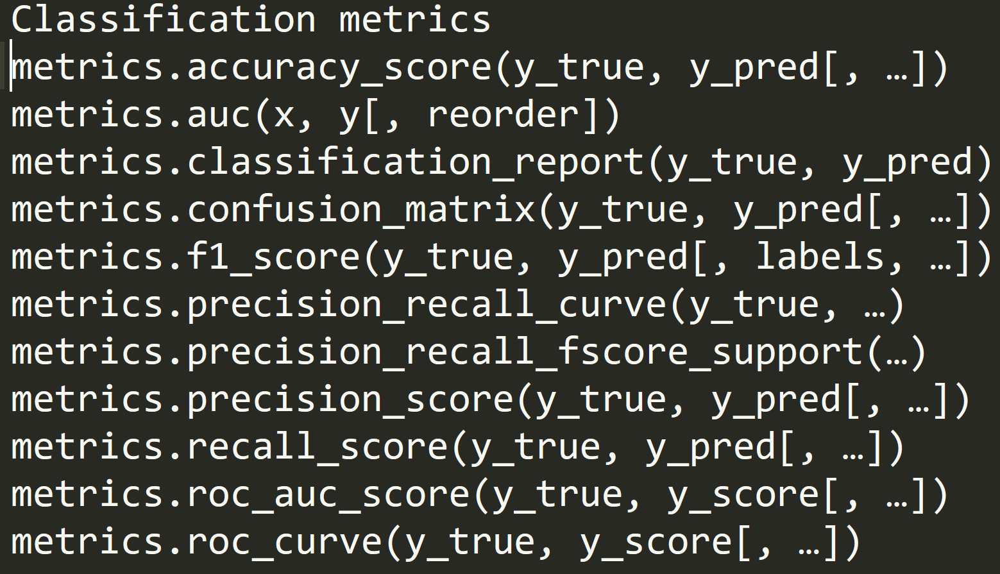 Classification metrics
metrics.accuracy_score(y_true, y_pred[, …])
metrics.auc(x, y[, reorder])
metrics.classification_report(y_true, y_pred)
metrics.confusion_matrix(y_true, y_pred[, …])
metrics.f1_score(y_true, y_pred[, labels, …])
metrics.precision_recall_curve(y_true, …)
metrics.precision_recall_fscore_support(…)
metrics.precision_score(y_true, y_pred[, …])
metrics.recall_score(y_true, y_pred[, …])
metrics.roc_auc_score(y_true, y_score[, …])
metrics.roc_curve(y_true, y_score[, …])